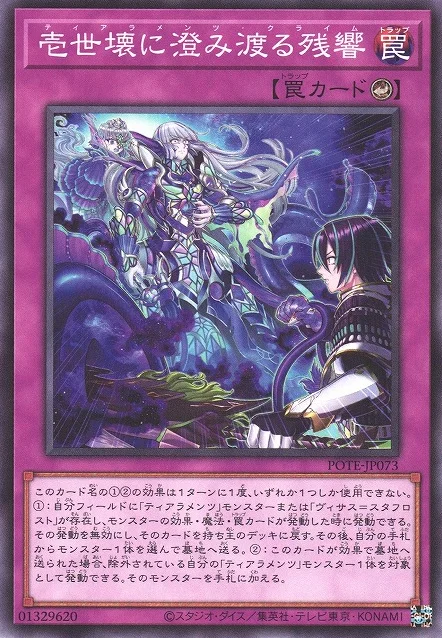 ティアラメンツ・クライム
壱世壊に澄み渡る残響
トラップ
罠
【罠カード】
POTE-JP073
このカード名の①②の効果は1ターンに1度、いずれか1つしか使用できない。
①：自分フィールドに「ティアラメンツ」モンスターまたは「ヴィサス＝スタフロ
スト」が存在し、モンスターの効果・魔法・罠カードが発動した時に発動できる。
その発動を無効にし、そのカードを持ち主のデッキに戻す。その後、自分の手札
からモンスター1体を選んで墓地へ送る。②：このカードが効果で墓地へ
送られた場合、除外されている自分の「ティアラメンツ」モンスター1体を対象
として発動できる。そのモンスターを手札に加える。
01329620
©スタジオ・ダイス／集英社・テレビ東京・KONAMI